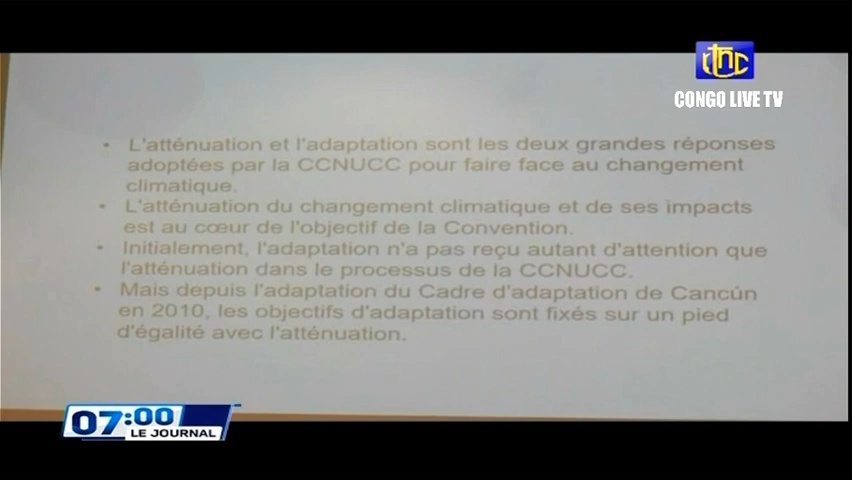 rtnc
CONGO LIVE TV
• L'atténuation et l'adaptation sont les deux grandes réponses
adoptées par la CCNUCC pour faire face au changement
climatique.
• L'atténuation du changement climatique et de ses impacts
est au cœur de l'objectif de la Convention.
• Initialement, l'adaptation n'a pas reçu autant d'attention que
l'atténuation dans le processus de la CCNUCC.
• Mais depuis l'adaptation du Cadre d'adaptation de Cancún
en 2010, les objectifs d'adaptation sont fixés sur un pied
d'égalité avec l'atténuation.
07:00
LE JOURNAL